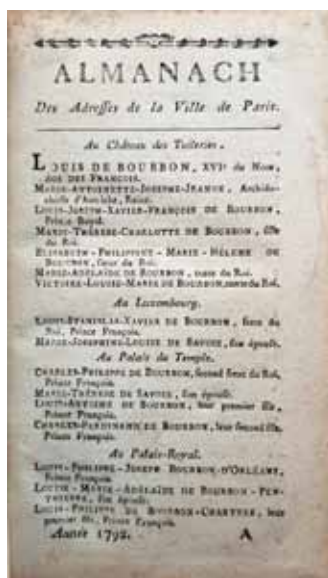 ALMANACH
Des Adresses de la Ville de Paris.
Au Château des Tuileries.
LOUIS DE BOURBON, XVIe du Nom,
ROI DES FRANÇOIS.
MARIE-ANTOINETTE-JOSEPHE-JEANNE, Archidu-
chesse d'Autriche, Reine.
LOUIS-JOSEPH-XAVIER-FRANÇOIS DE BOURBON,
Prince Royal.
MARIE-THÉRÈSE-CHARLOTTE DE BOURBON, fille
du Roi.
ELISABETH-PHILIPPINE-MARIE-HÉLENE DE
BOURBON, sœur du Roi.
MARIE-ADÉLAÏDE DE BOURBON, tante du Roi.
VICTOIRE-LOUISE-MARIE DE BOURBON, tante du Roi.
Au Luxembourg.
LOUIS-STANISLAS-XAVIER DE BOURBON, frere du
Roi, Prince François.
MARIE-JOSEPHINE-LOUISE DE SAVOIE, son épouse.
Au Palais du Temple.
CHARLES-PHILIPPE DE BOURBON, second frere du Roi,
Prince François.
MARIE-THÉRESE DE SAVOIE, son épouse.
LOUIS-ANTOINE DE BOURBON, leur premier fils,
Prince François.
CHARLES-FERDINAND DE BOURBON, leur second fils,
Prince François.
Au Palais-Royal.
LOUIS-PHILIPPE-JOSEPH BOURBON-D'ORLÉANS,
Prince François.
LOUISE-MARIE-ADÉLAÏDE DE BOURBON-PEN-
THIEVRE, son épouse.
LOUIS-PHILIPPE DE BOURBON-CHARTRES, leur
premier fils, Prince François.
Année 1792. A